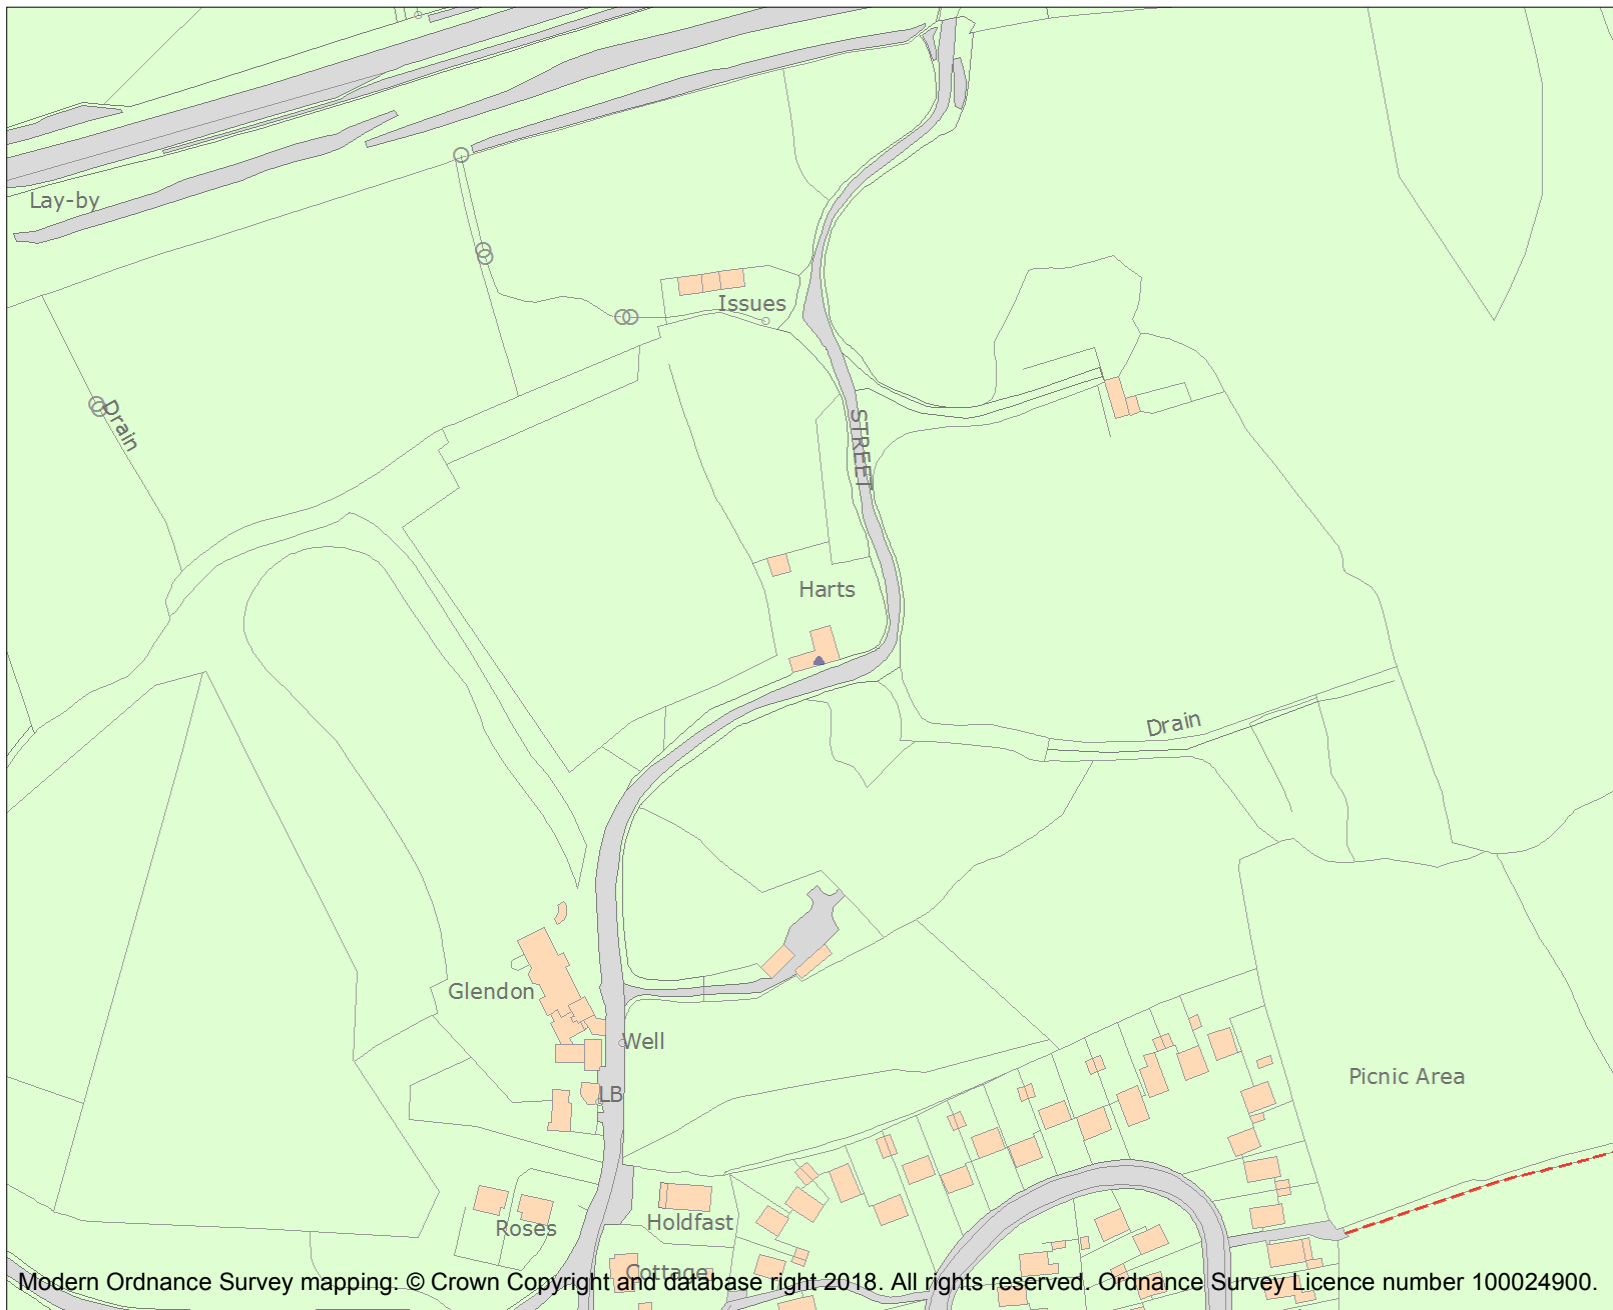 Lay-by
Issues
Drain
STREET
Harts
Drain
Glendon
Well
Picnic Area
LB
Holdfast
Roses
Cottage
Modern Ordnance Survey mapping: © Crown Copyright and database right 2018. All rights reserved. Ordnance Survey Licence number 100024900.